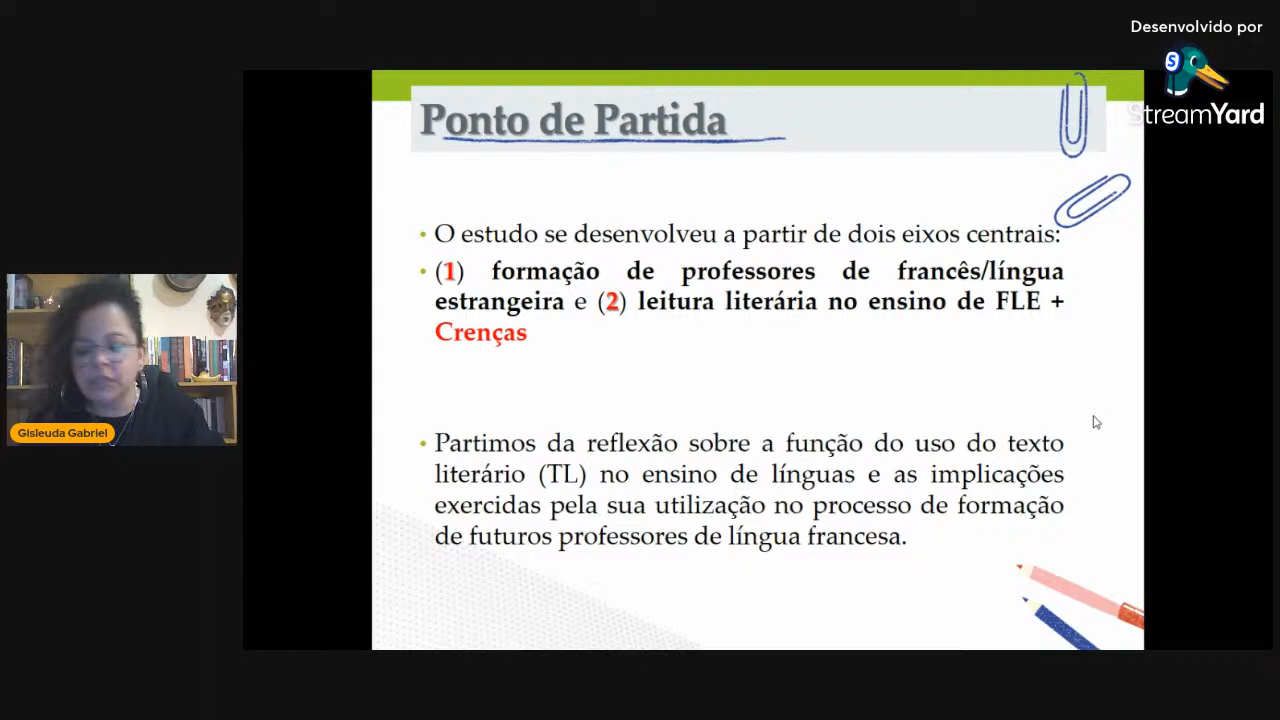 Desenvolvido por
StreamYard
Ponto de Partida
• O estudo se desenvolveu a partir de dois eixos centrais:
• (1) formação de professores de francês/língua
estrangeira e (2) leitura literária no ensino de FLE +
Crenças
• Partimos da reflexão sobre a função do uso do texto
literário (TL) no ensino de línguas e as implicações
exercidas pela sua utilização no processo de formação
de futuros professores de língua francesa.
VAN GOGH
Gisleuda Gabriel